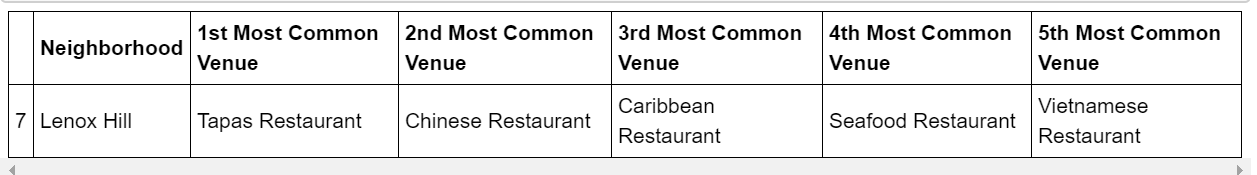 Neighborhood
1st Most Common
Venue
2nd Most Common
Venue
3rd Most Common
Venue
4th Most Common
Venue
5th Most Common
Venue
7
Lenox Hill
Tapas Restaurant
Chinese Restaurant
Caribbean
Restaurant
Seafood Restaurant
Vietnamese
Restaurant